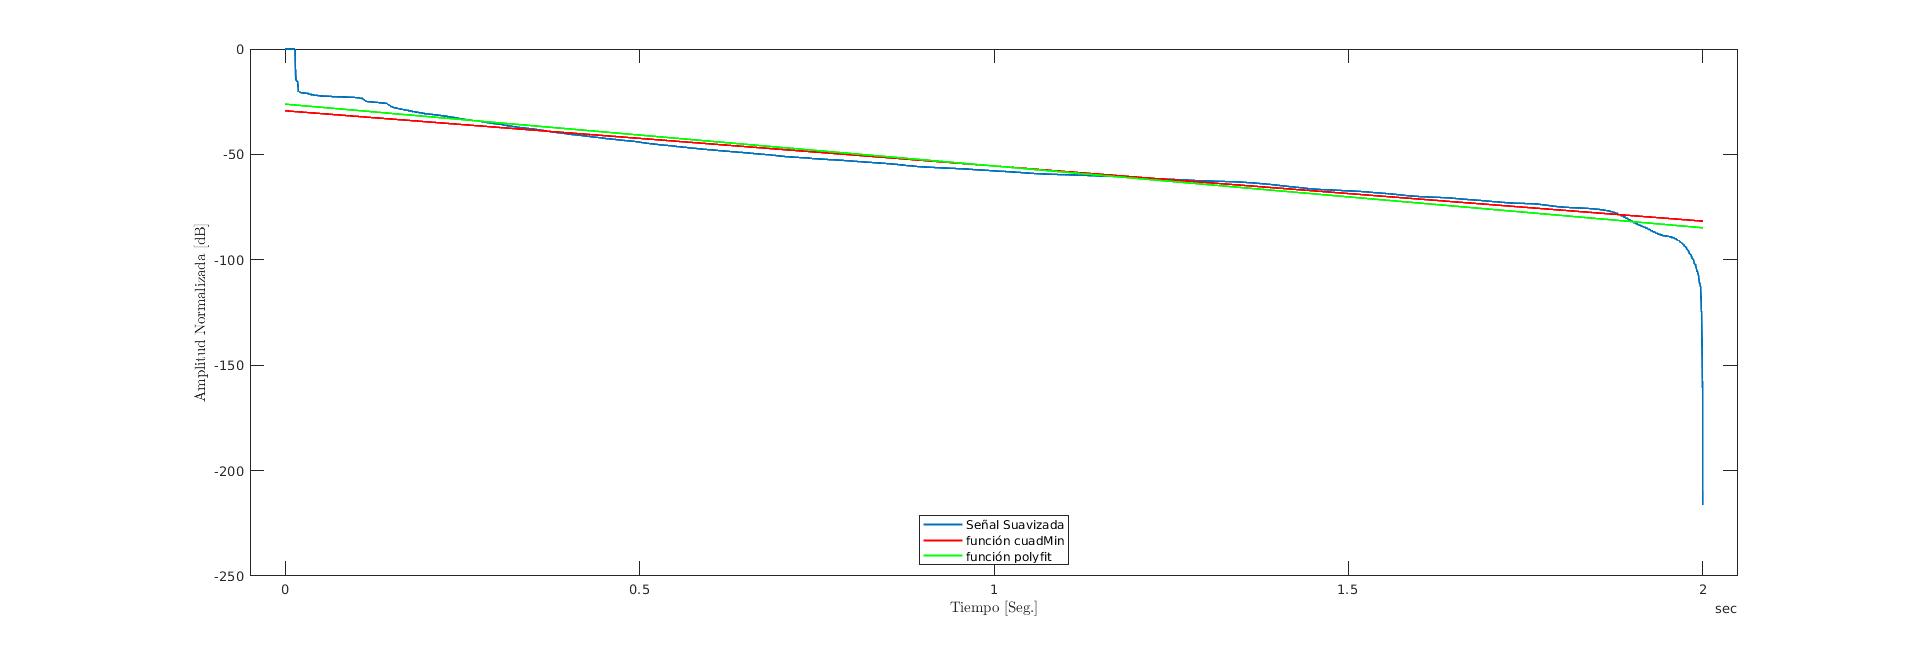 0
-50
-100
-150
-200
-250
Amplitud Normalizada [dB]
Señal Suavizada
función cuadMin
función polyfit
0 0.5 1 1.5 2
Tiempo [Seg.]
sec